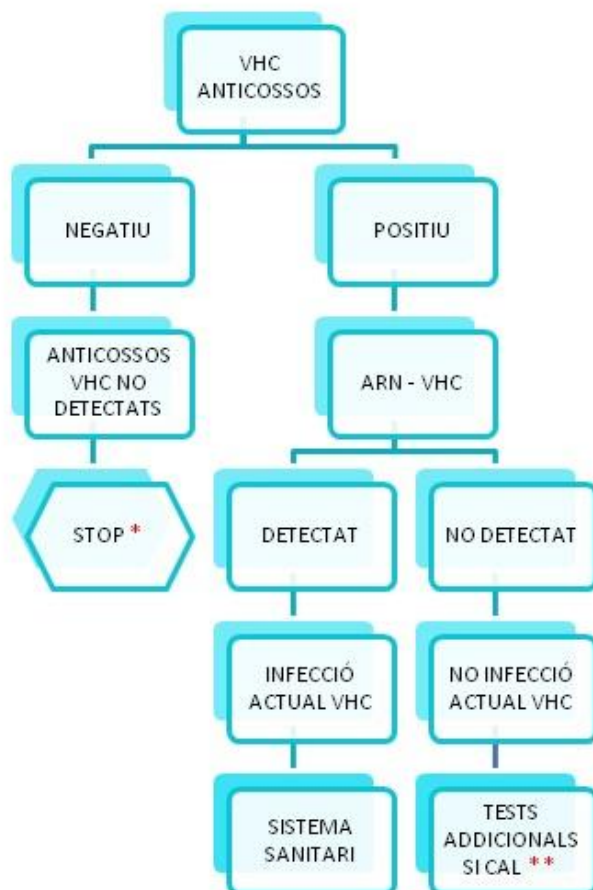 VHC
ANTICOSSOS
NEGATIU
POSITIU
ANTICOSSOS
VHC NO
DETECTATS
ARN - VHC
STOP *
DETECTAT
NO DETECTAT
INFECCIÓ
ACTUAL VHC
NO INFECCIÓ
ACTUAL VHC
SISTEMA
SANITARI
TESTS
ADDICIONALS
SI CAL * *